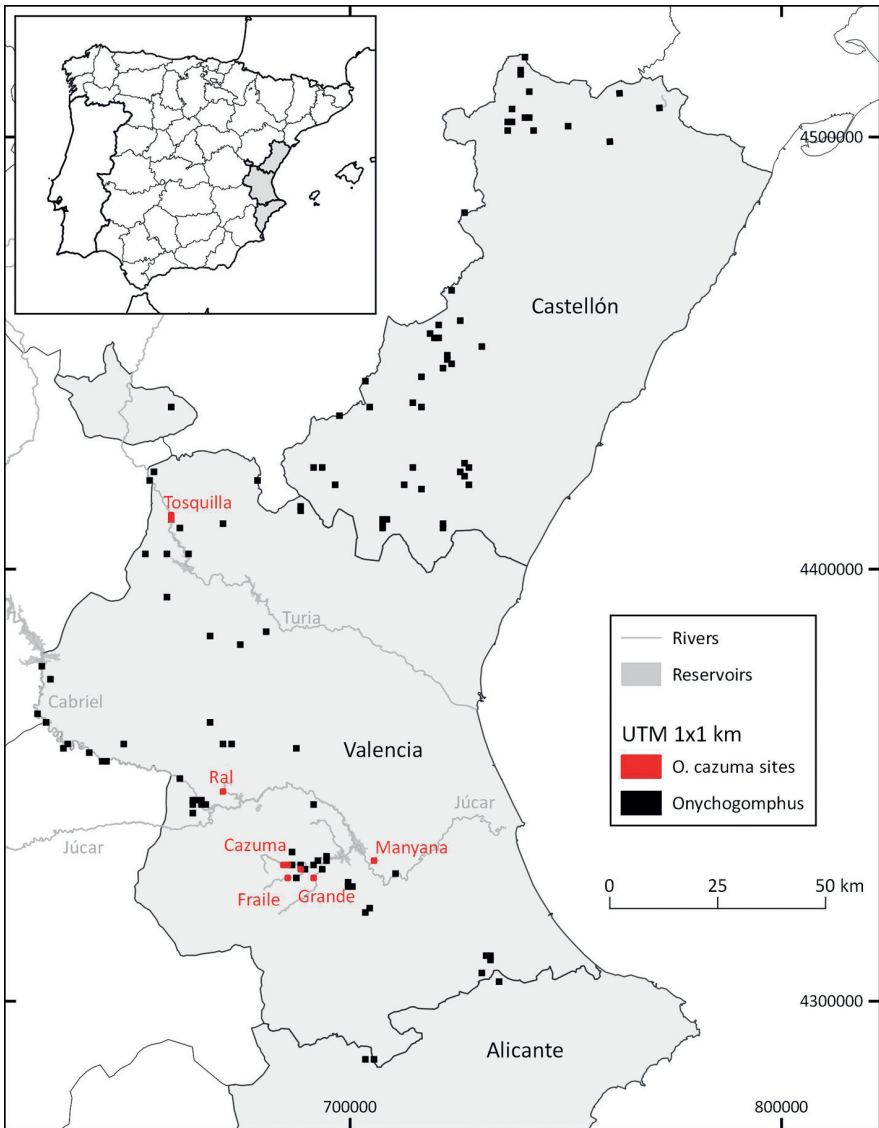 4500000
Castellón
Tosquilla
4400000
Turia
Rivers
Reservoirs
Cabriel
UTM 1x1 km
Valencia
O. cazuma sites
Ral
Onychogomphus
Júcar
Júcar
Cazuma
Manyana
Fraile
Grande
0 25 50 km
4300000
Alicante
700000
800000